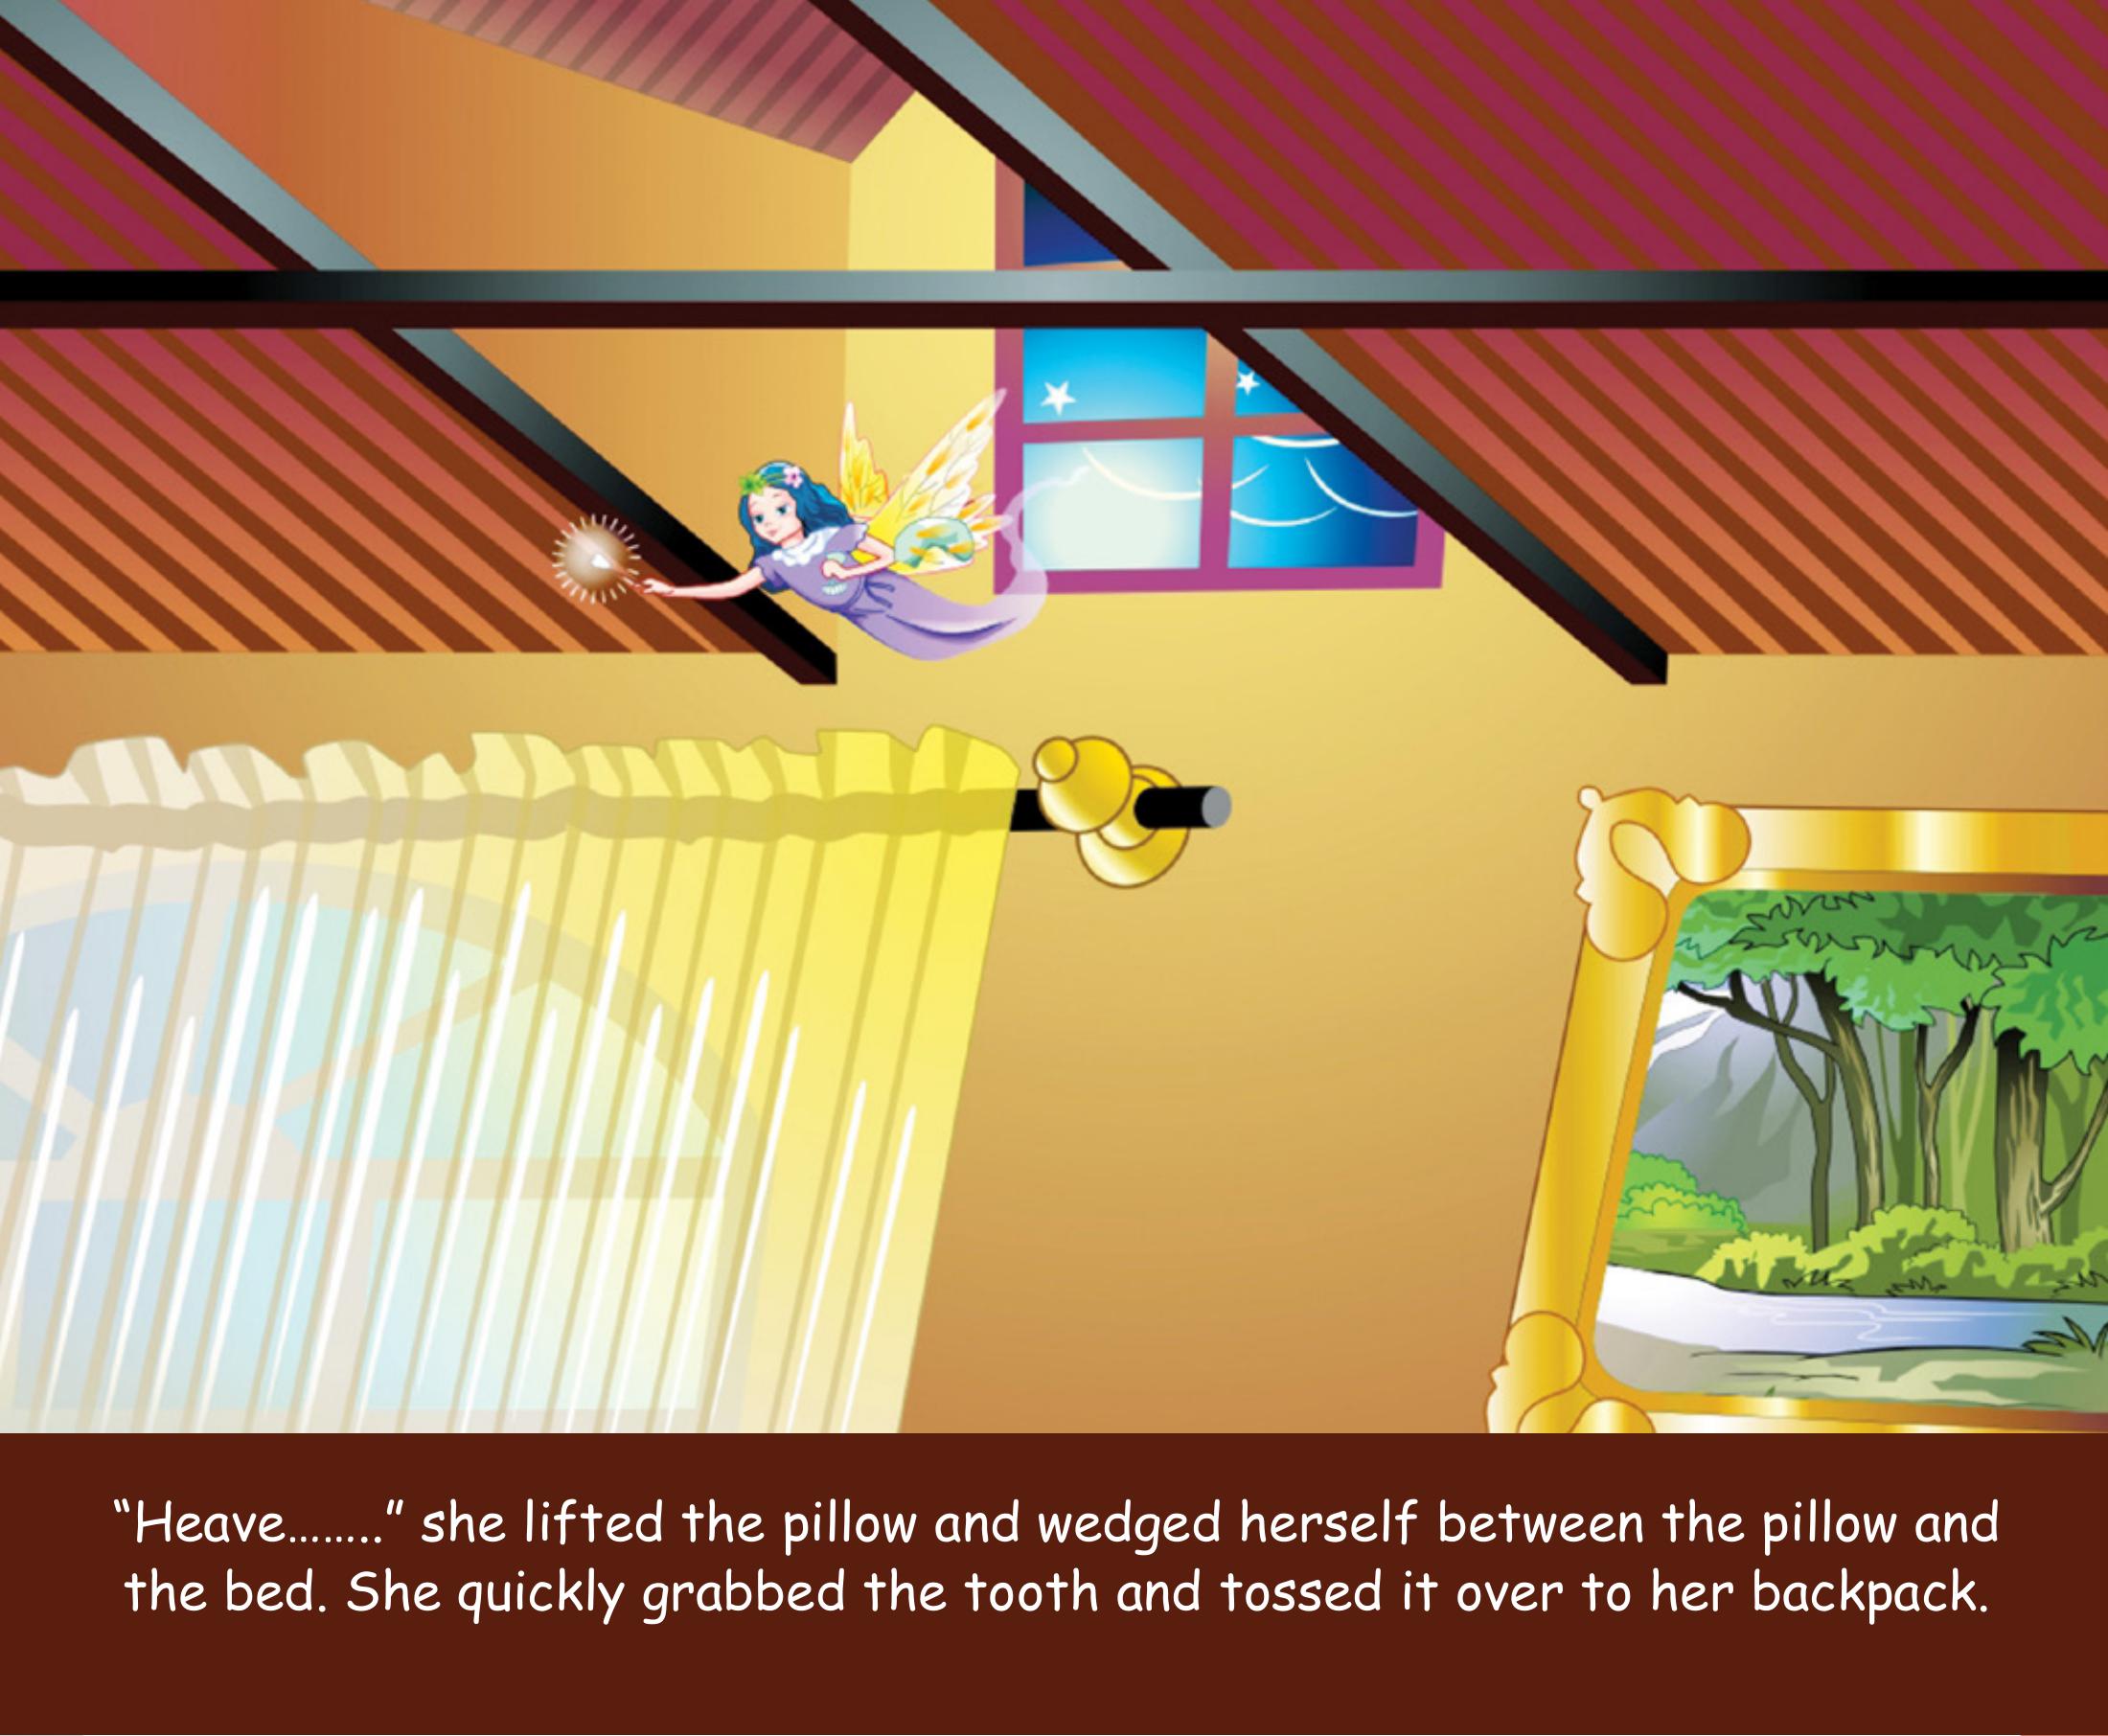 “Heave........” she lifted the pillow and wedged herself between the pillow and
the bed. She quickly grabbed the tooth and tossed it over to her backpack.